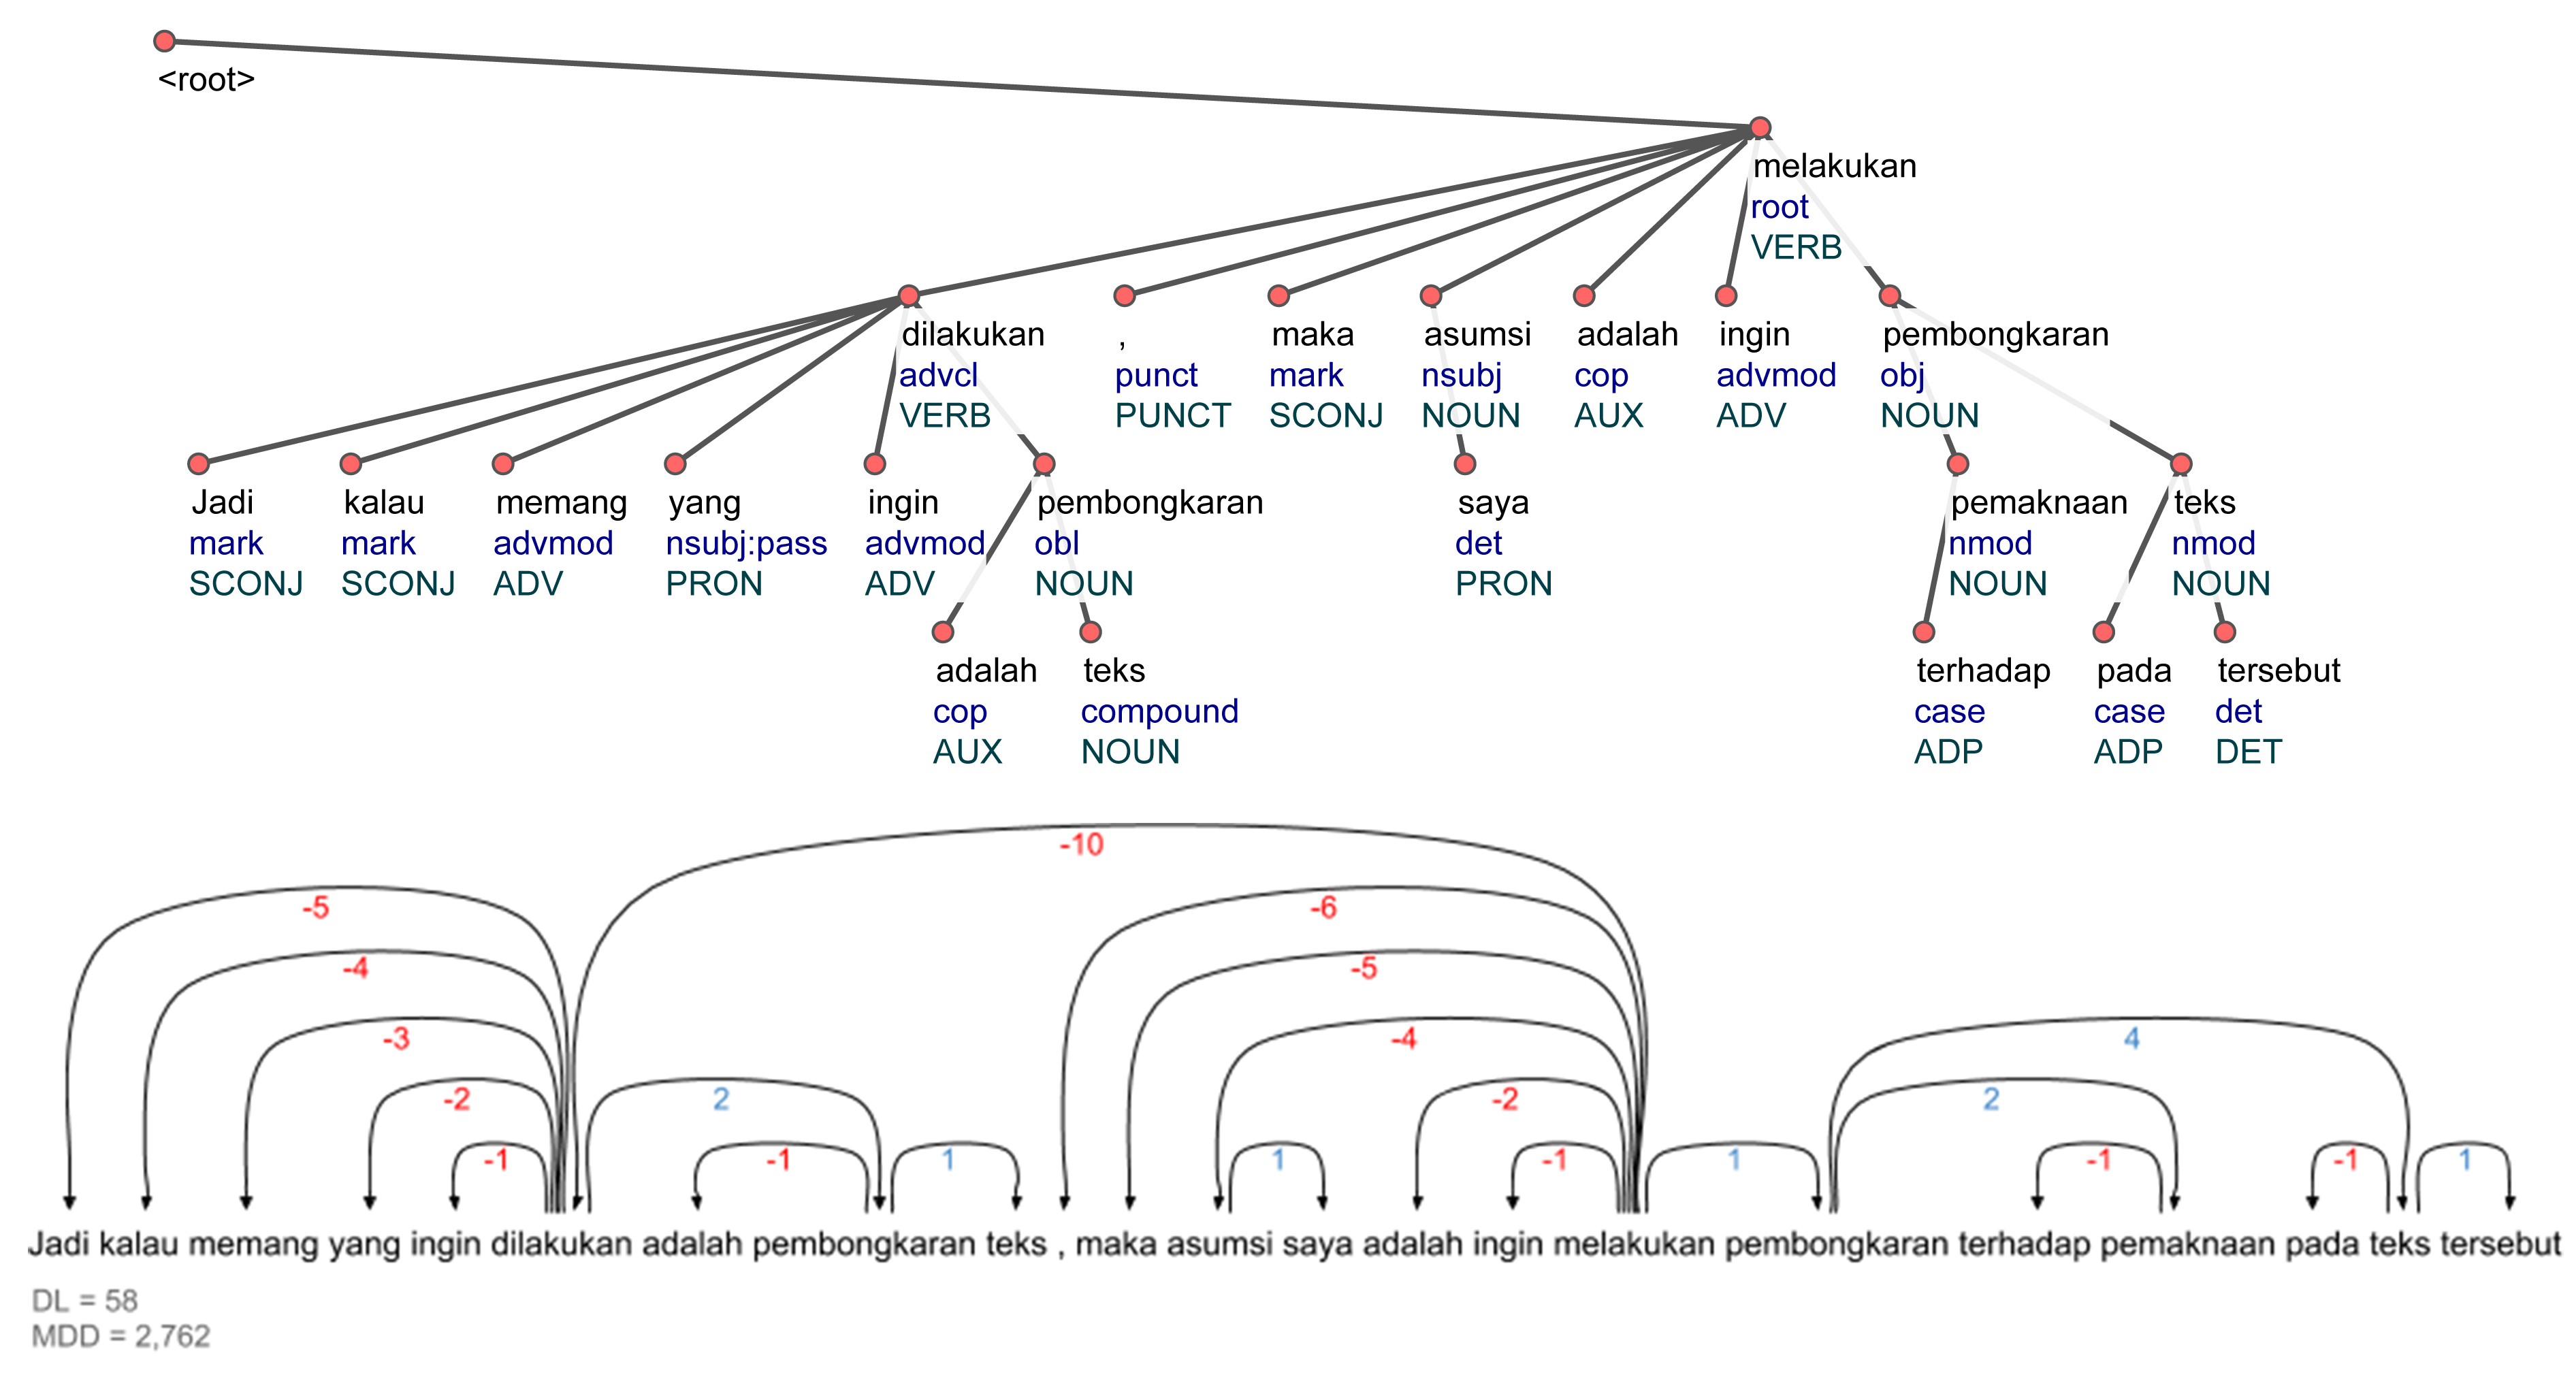 <root>
melakukan
root
VERB
dilakukan , maka asumsi adalah ingin pembongkaran
advcl punct mark nsubj cop advmod obj
VERB PUNCT SCONJ NOUN AUX ADV NOUN
Jadi kalau memang yang ingin pembongkaran saya pemaknaan teks
mark mark advmod nsubj:pass advmod obl det nmod nmod
SCONJ SCONJ ADV PRON ADV NOUN PRON NOUN NOUN
adalah teks terhadap pada tersebut
cop compound case case det
AUX NOUN ADP ADP DET
-10
-5 -6
-4 -5
-3 -4 4
-2 2 -2 2
-1 -1 1 1 -1 1 -1 -1 1
Jadi kalau memang yang ingin dilakukan adalah pembongkaran teks , maka asumsi saya adalah ingin melakukan pembongkaran terhadap pemaknaan pada teks tersebut
DL = 58
MDD = 2,762